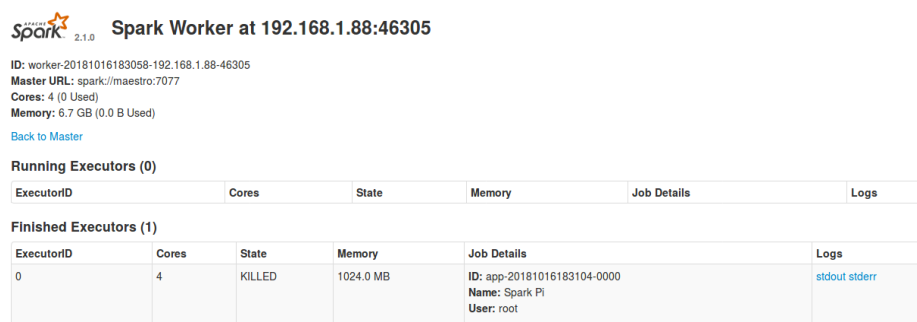 APACHE Spark 2.1.0 Spark Worker at 192.168.1.88:46305
ID: worker-20181016183058-192.168.1.88-46305
Master URL: spark://maestro:7077
Cores: 4 (0 Used)
Memory: 6.7 GB (0.0 B Used)
Back to Master
Running Executors (0)
ExecutorID Cores State Memory Job Details Logs
Finished Executors (1)
ExecutorID Cores State Memory Job Details Logs
0 4 KILLED 1024.0 MB ID: app-20181016183104-0000 stdout stderr
Name: Spark Pi
User: root